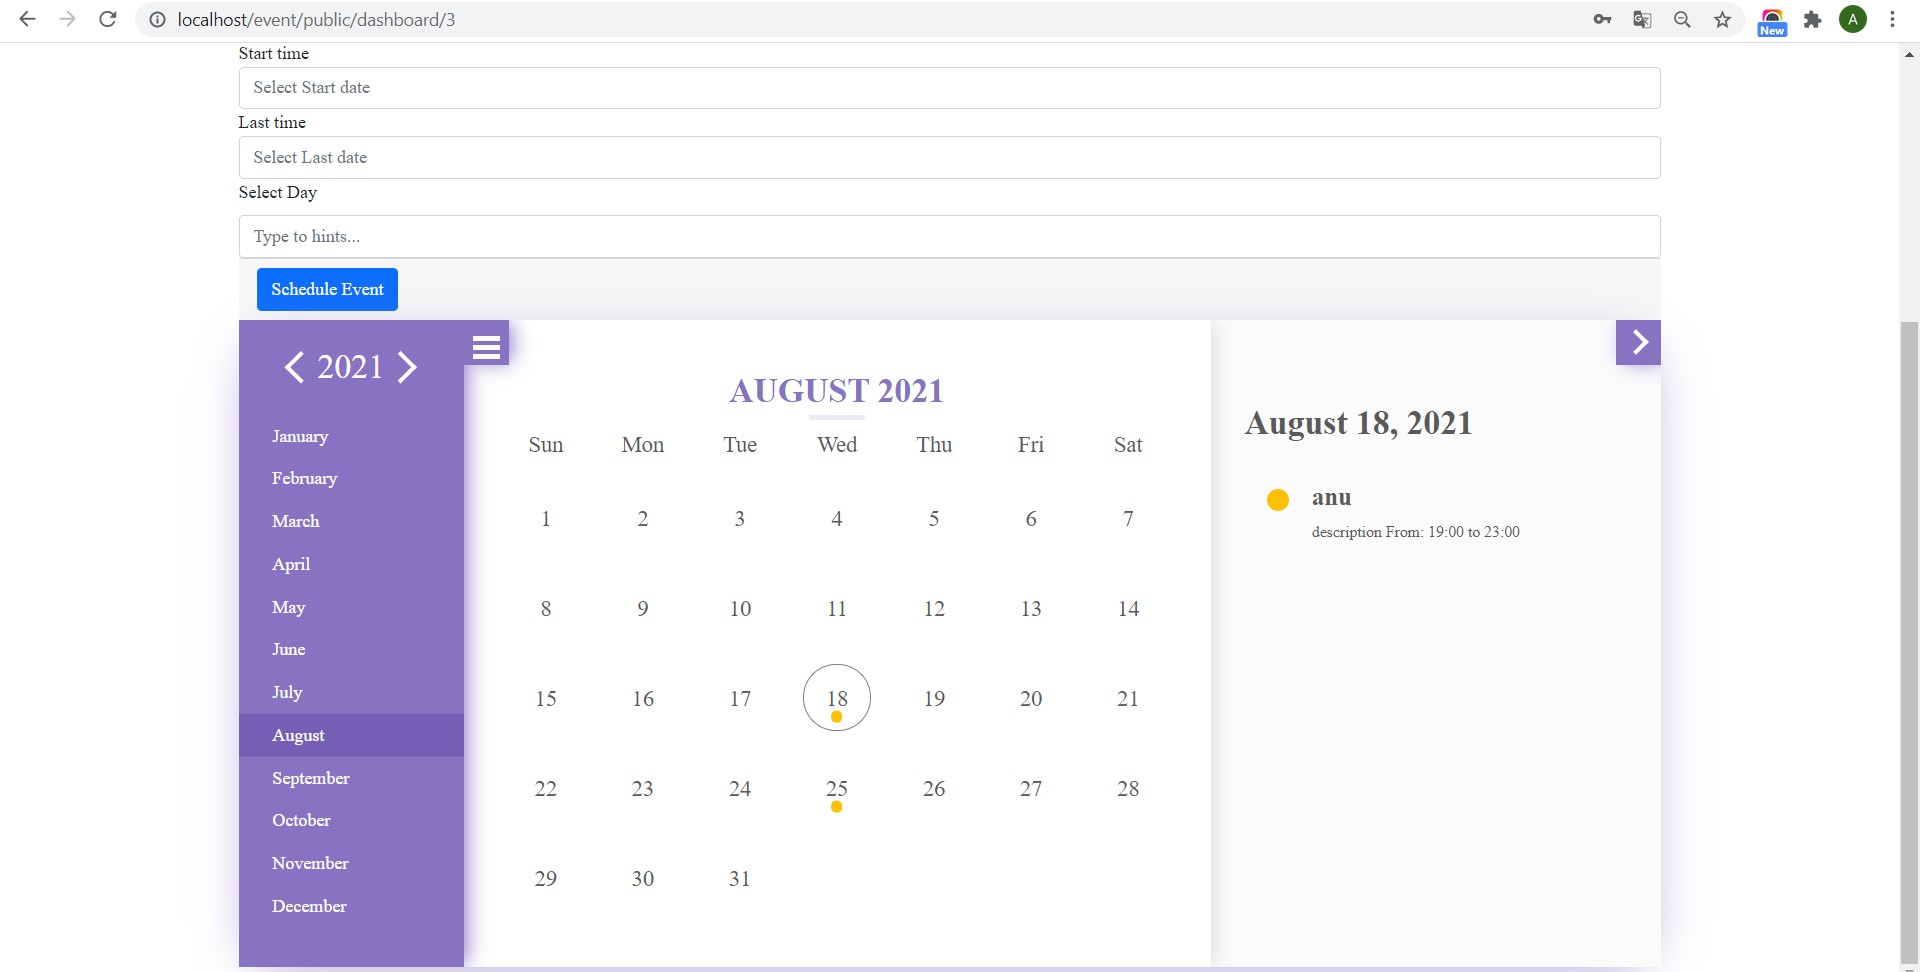 localhost/event/public/dashboard/3
New
A
Start time
Select Start date
Last time
Select Last date
Select Day
Type to hints...
Schedule Event
2021
January
February
March
April
May
June
July
August
September
October
November
December
AUGUST 2021
Sun Mon Tue Wed Thu Fri Sat
1 2 3 4 5 6 7
8 9 10 11 12 13 14
15 16 17 18 19 20 21
22 23 24 25 26 27 28
29 30 31
August 18, 2021
anu
description From: 19:00 to 23:00